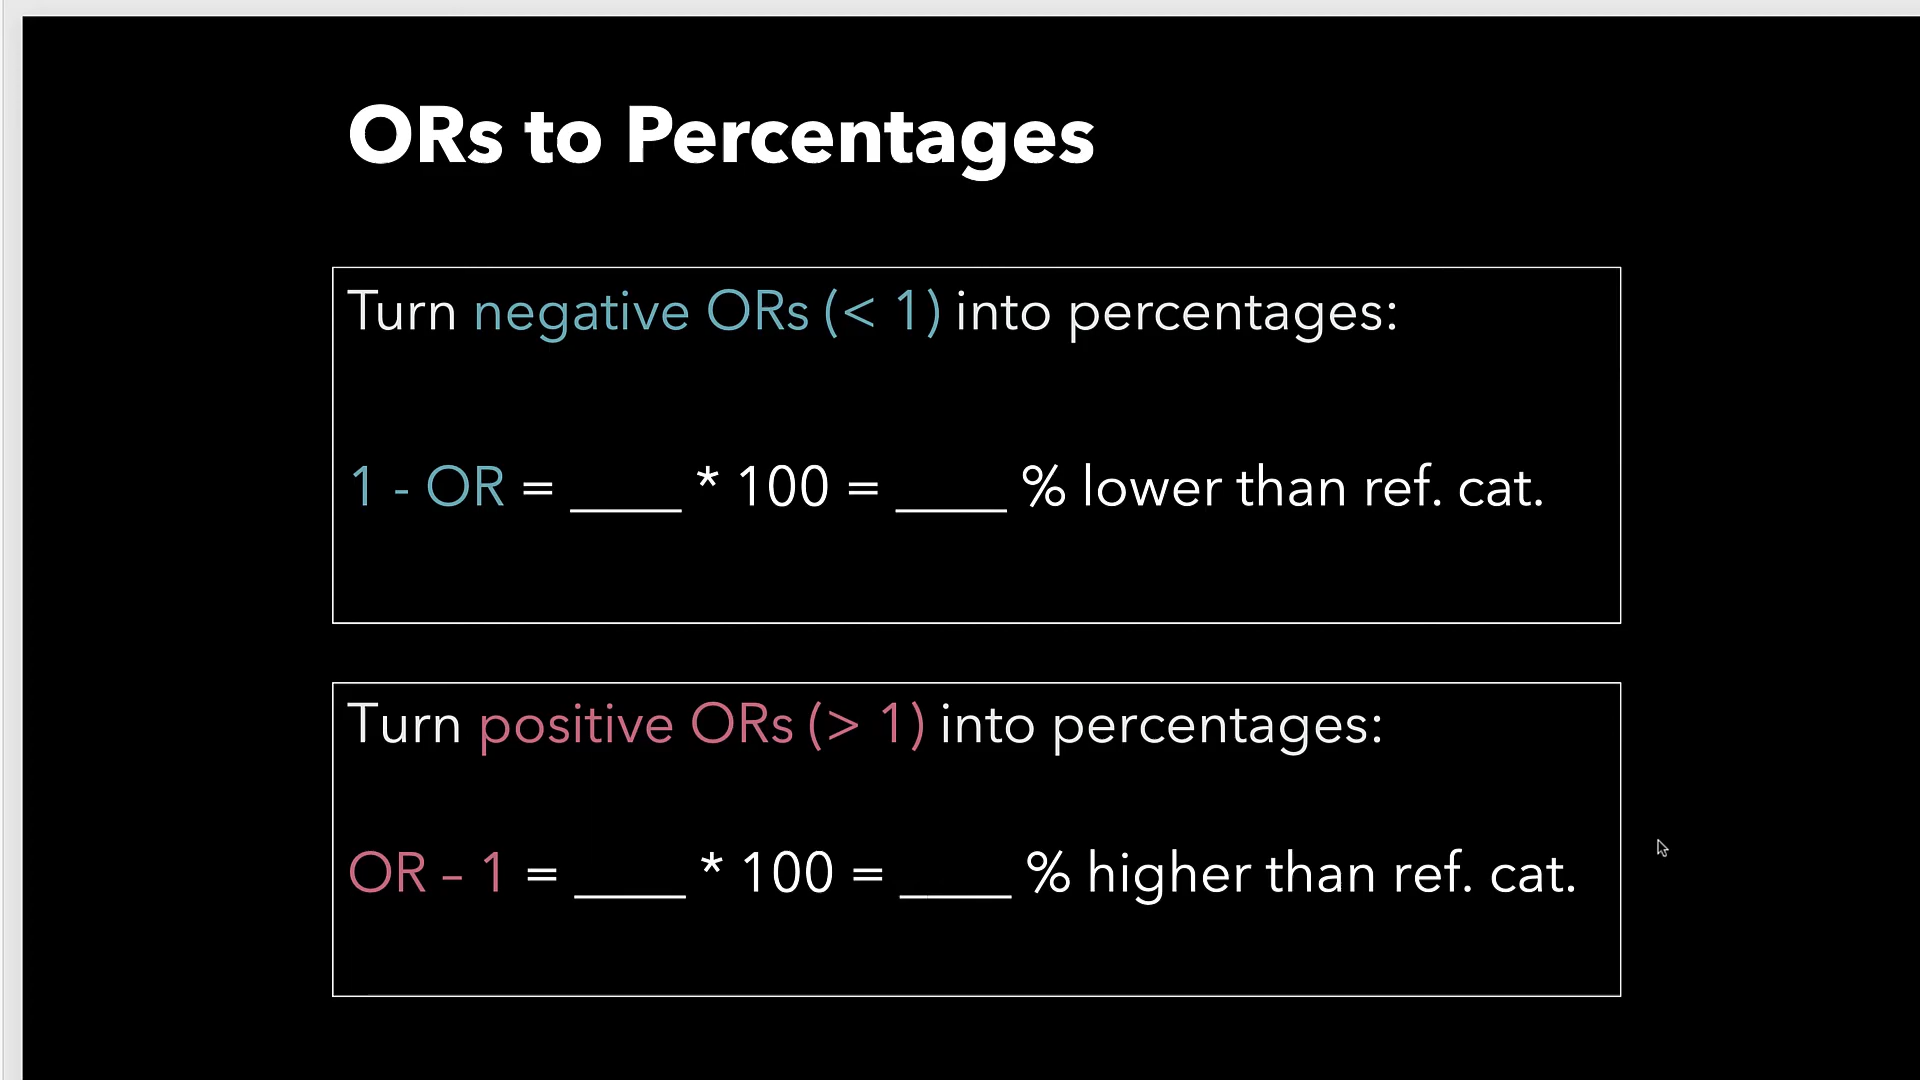 ORs to Percentages
Turn negative ORs (< 1) into percentages:
1 - OR = ____ * 100 = ____ % lower than ref. cat.
Turn positive ORs (> 1) into percentages:
OR – 1 = ____ * 100 = ____ % higher than ref. cat.